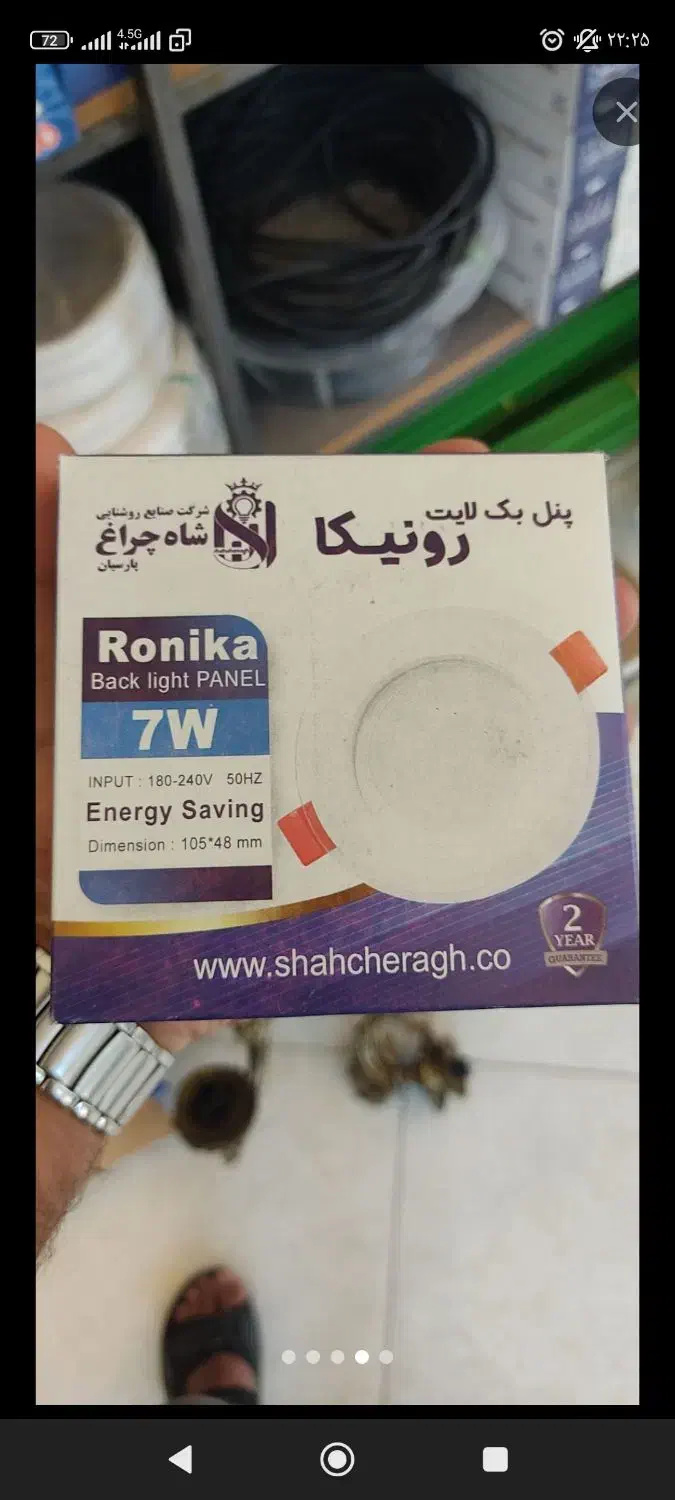 72
4.5G
۲۲:۲۵
شرکت صنایع روشنایی
شاه چراغ
پارسیان
پنل بک لایت
رونیکا
Ronika
Back light PANEL
7W
INPUT : 180-240V 50HZ
Energy Saving
Dimension : 105*48 mm
www.shahcheragh.co
2
YEAR
GUARANTEE